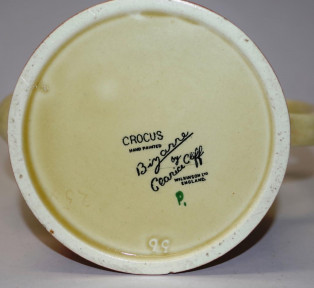 CROCUS
HAND PAINTED
Bizarre
by
Clarice Cliff
WILKINSON LTD
ENGLAND.
P.